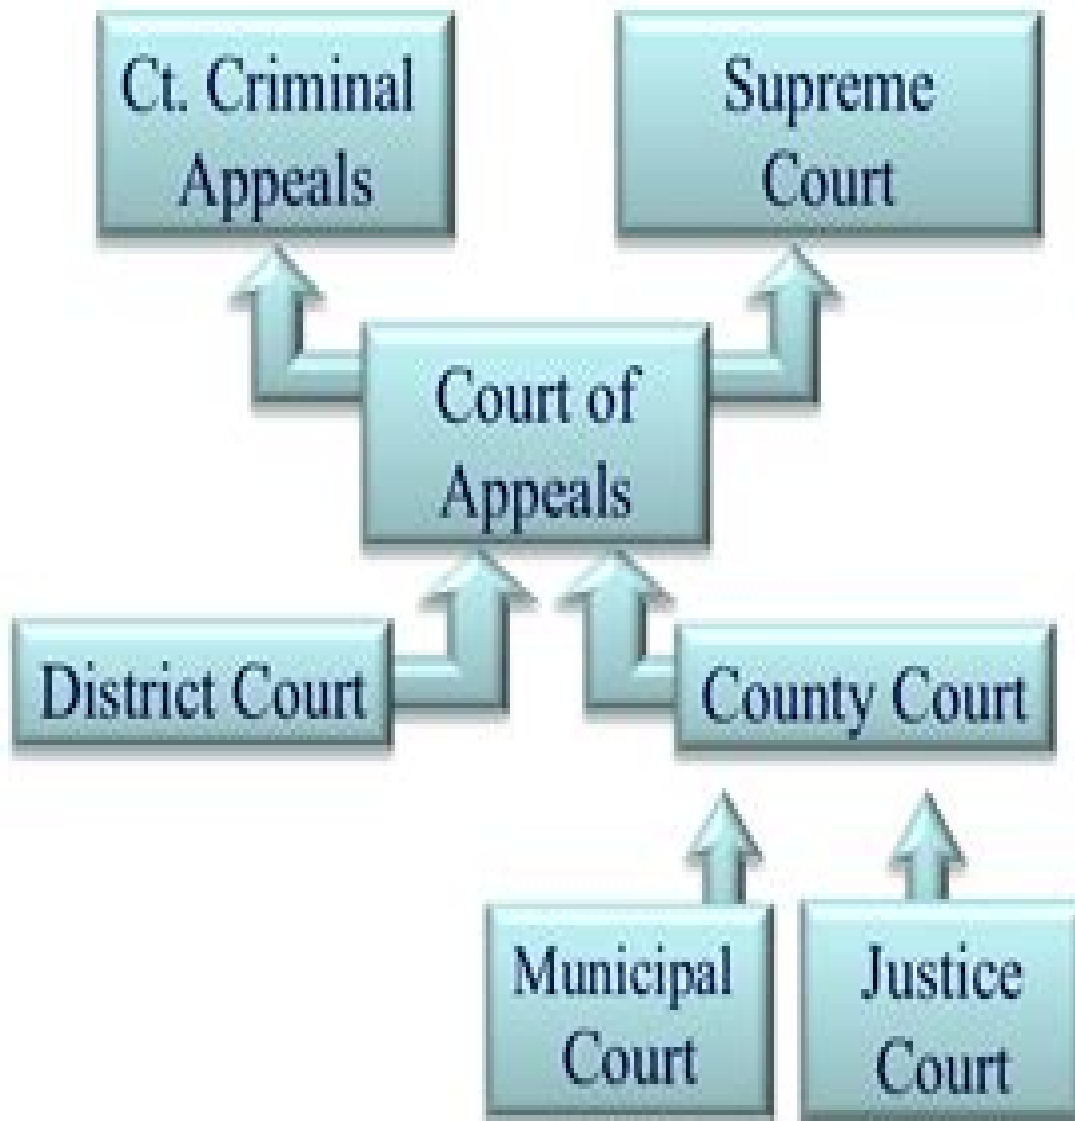 Ct. Criminal
Appeals
Supreme
Court
Court of
Appeals
District Court
County Court
Municipal
Court
Justice
Court